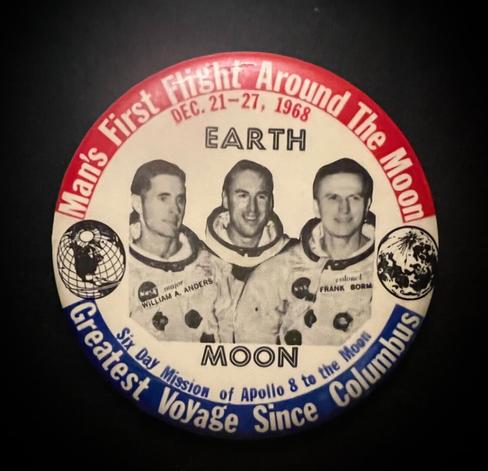 Man's First Flight Around The Moon
DEC. 21-27, 1968
EARTH
major
WILLIAM A. ANDERS
colonel
FRANK BORM
MOON
Six Day Mission of Apollo 8 to the Moon
Greatest Voyage Since Columbus